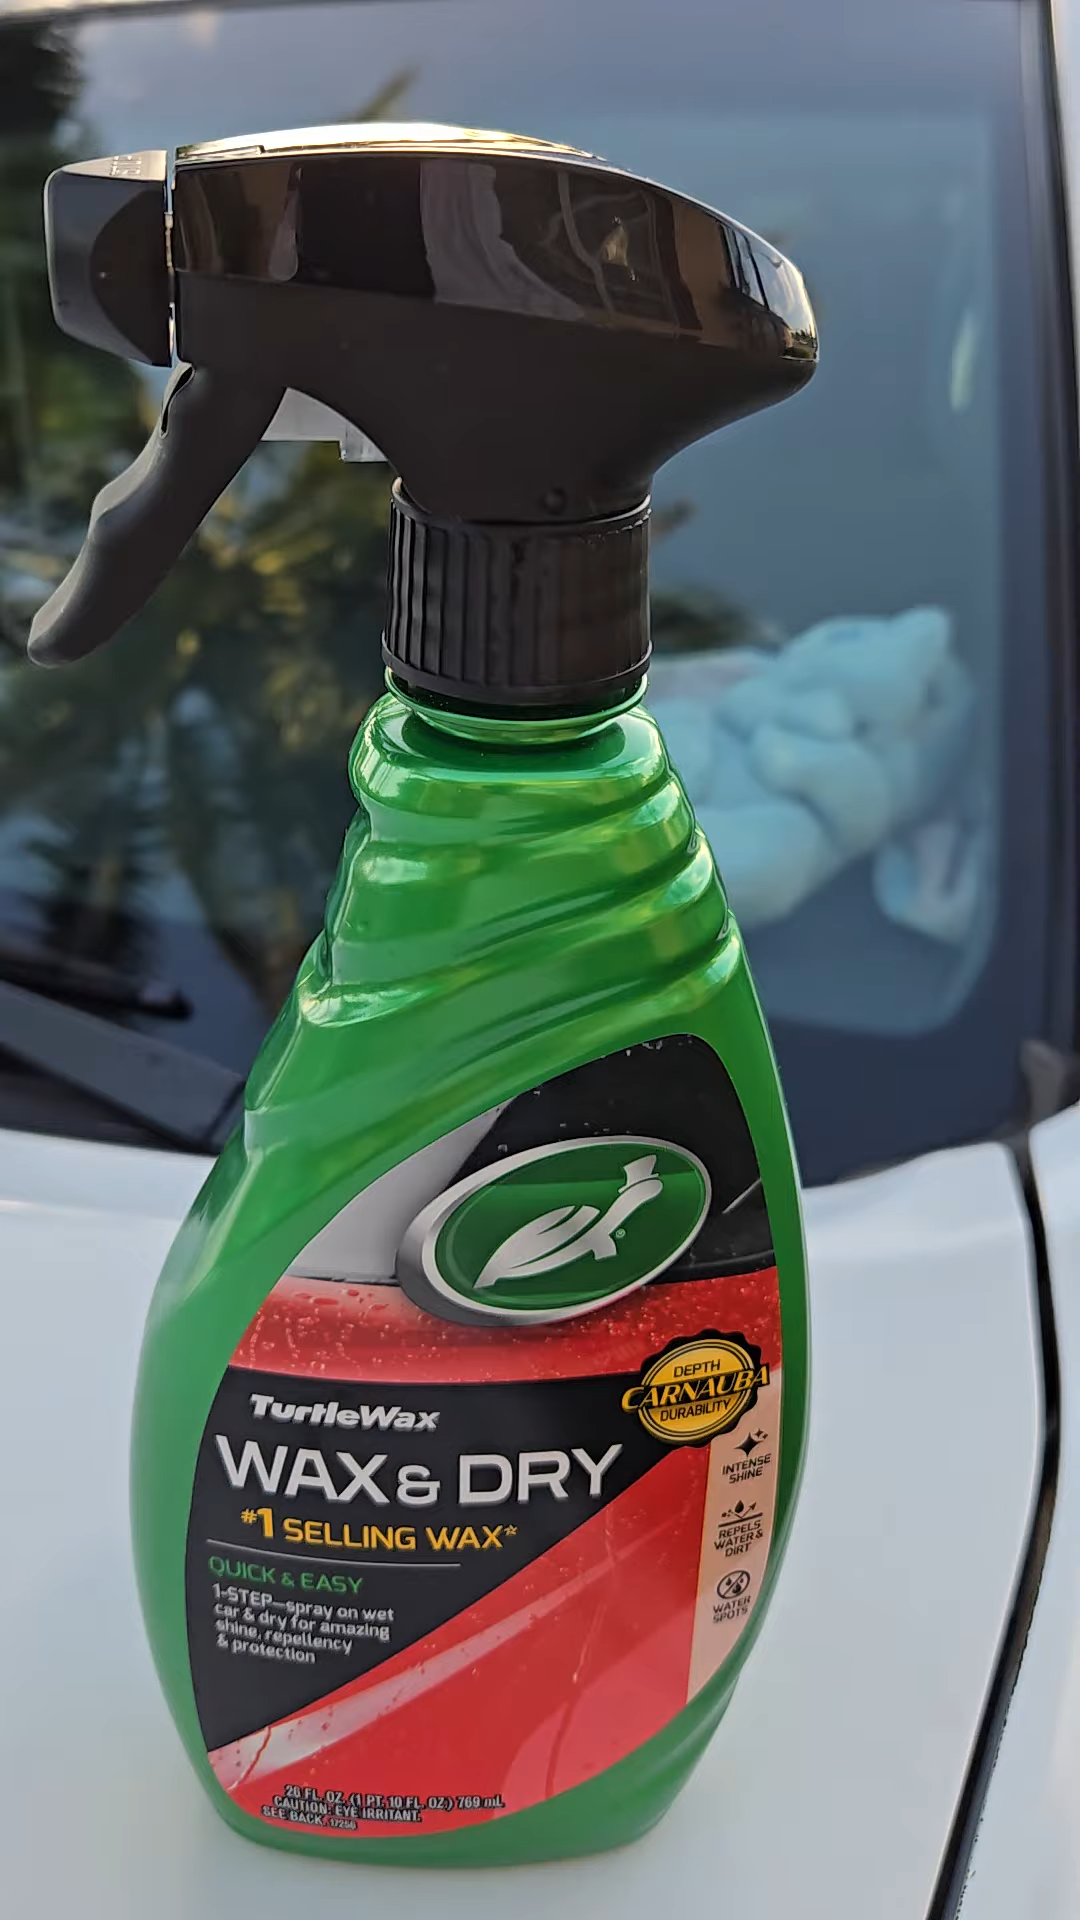 DEPTH
CARNAUBA
DURABILITY
TurtleWax
WAX & DRY
#1 SELLING WAX*
QUICK & EASY
1-STEP—spray on wet
car & dry for amazing
shine, repellency
& protection
INTENSE
SHINE
REPELS
WATER &
DIRT
WATER
SPOTS
26 FL. OZ. (1 PT. 10 FL. OZ.) 769 mL
CAUTION: EYE IRRITANT.
SEE BACK.
®